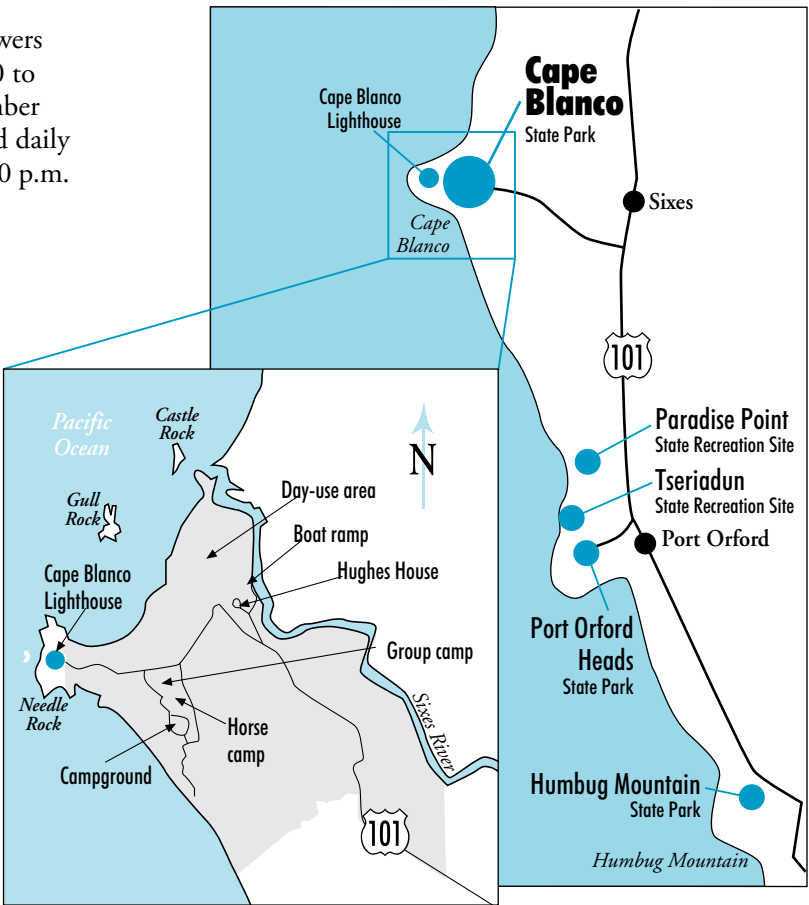 wers
0 to
nber
d daily
0 p.m.
Cape
Blanco
State Park
Cape Blanco
Lighthouse
Cape
Blanco
Sixes
101
Paradise Point
State Recreation Site
Tseriadun
State Recreation Site
Port Orford
Port Orford
Heads
State Park
Humbug Mountain
State Park
Humbug Mountain
Pacific
Ocean
Castle
Rock
N
Gull
Rock
Day-use area
Boat ramp
Hughes House
Cape Blanco
Lighthouse
Group camp
Needle
Rock
Horse
camp
Sixes River
Campground
101